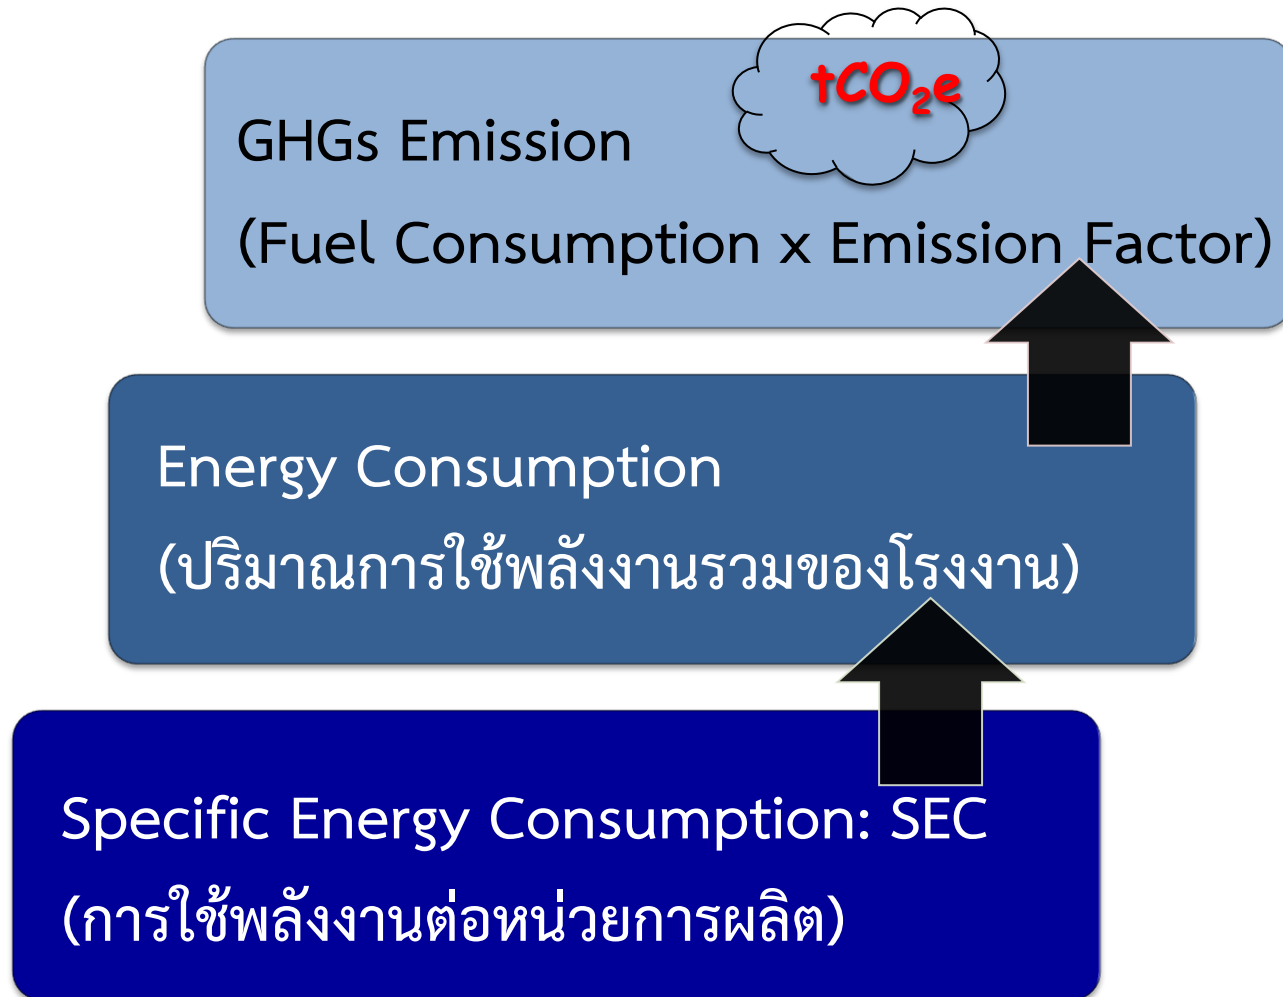 tCO₂e
GHGs Emission
(Fuel Consumption x Emission Factor)
Energy Consumption
(ปริมาณการใช้พลังงานรวมของโรงงาน)
Specific Energy Consumption: SEC
(การใช้พลังงานต่อหน่วยการผลิต)